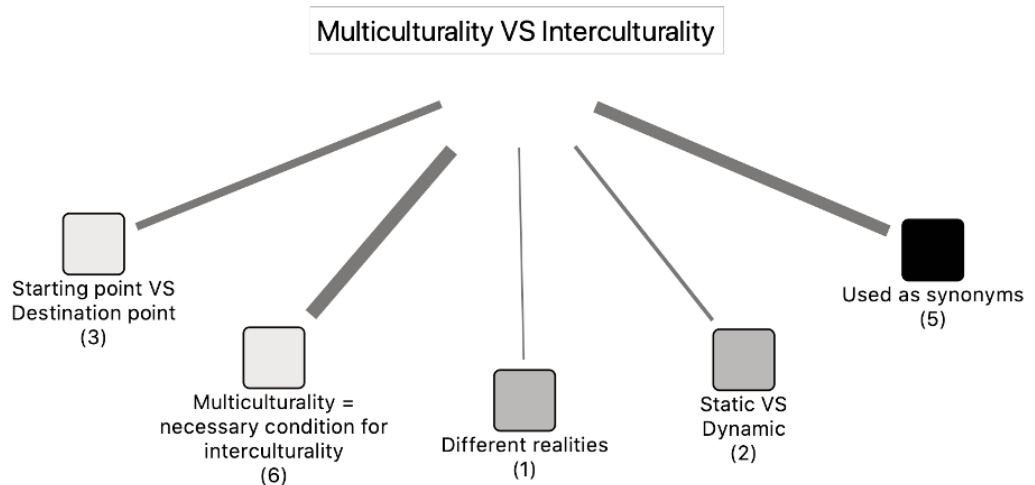 Multiculturality VS Interculturality
Starting point VS
Destination point
(3)
Multiculturality =
necessary condition for
interculturality
(6)
Different realities
(1)
Static VS
Dynamic
(2)
Used as synonyms
(5)